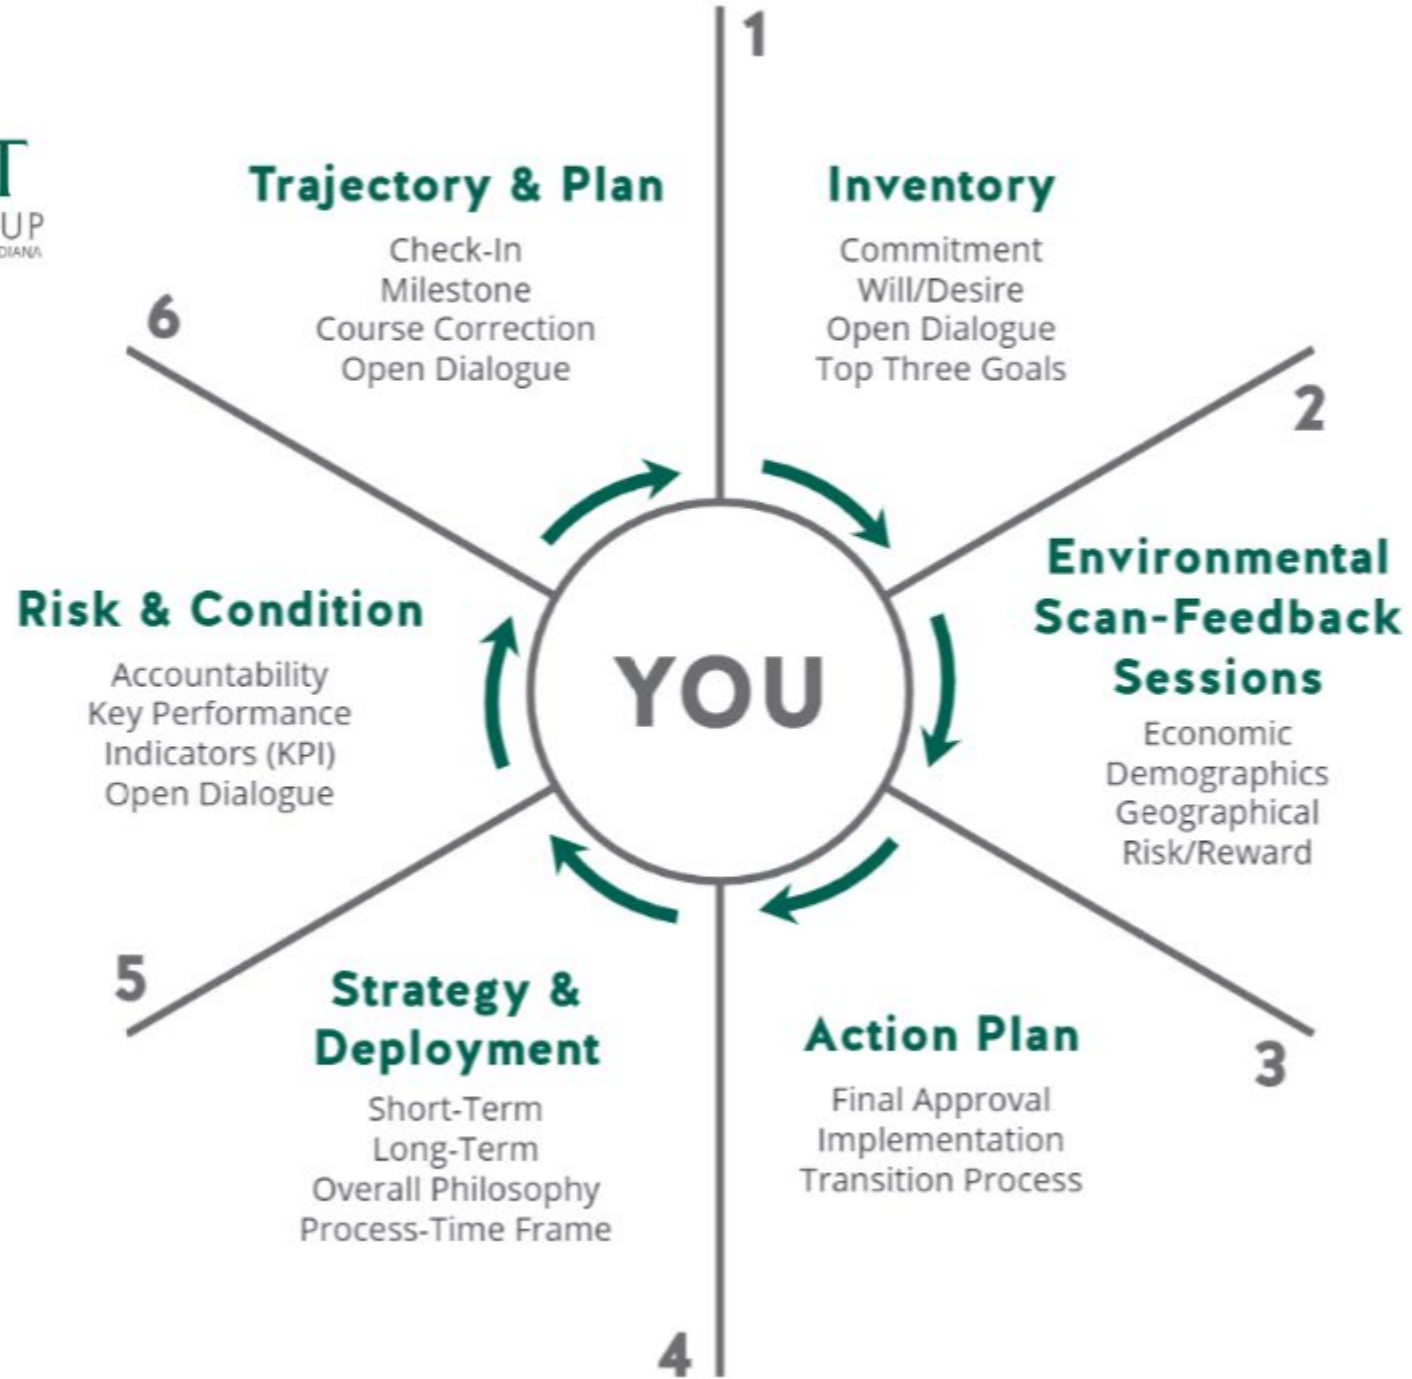 1
Inventory
Commitment
Will/Desire
Open Dialogue
Top Three Goals
2
Environmental
Scan-Feedback
Sessions
Economic
Demographics
Geographical
Risk/Reward
3
Action Plan
Final Approval
Implementation
Transition Process
4
Strategy &
Deployment
Short-Term
Long-Term
Overall Philosophy
Process-Time Frame
5
Risk & Condition
Accountability
Key Performance
Indicators (KPI)
Open Dialogue
6
Trajectory & Plan
Check-In
Milestone
Course Correction
Open Dialogue
YOU